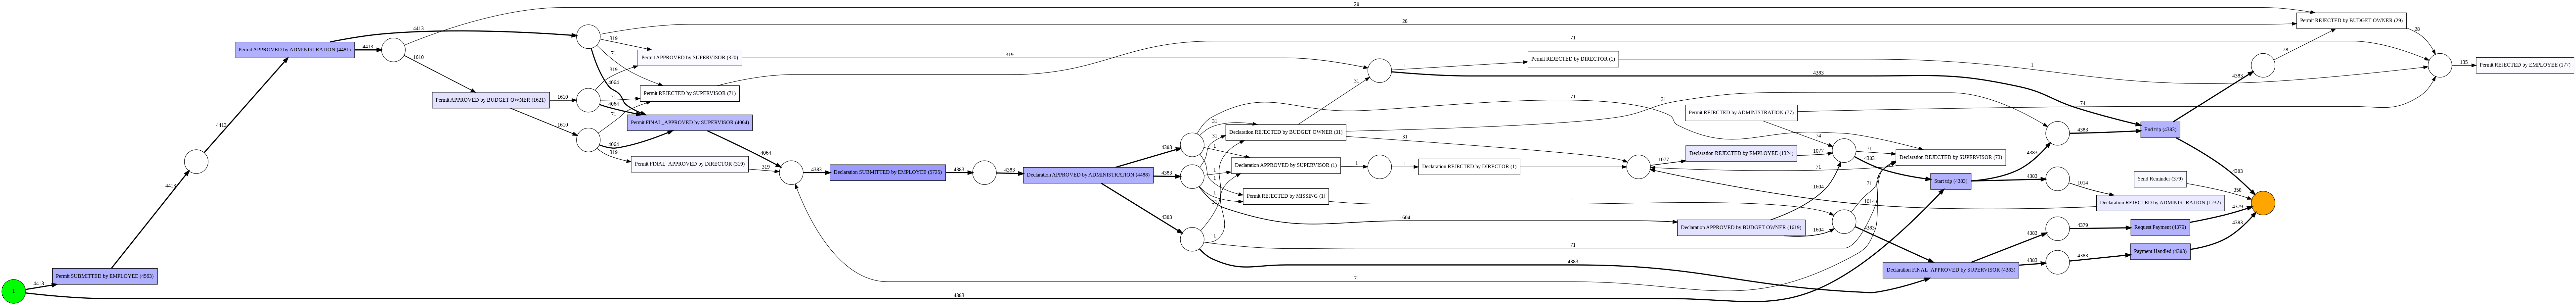 28
4413
Permit REJECTED by BUDGET OWNER (29)
28
28
319
71
Permit APPROVED by ADMINISTRATION (4481)
4413
28
1610
Permit APPROVED by SUPERVISOR (320)
319
1
Permit REJECTED by DIRECTOR (1)
1
135
Permit REJECTED by EMPLOYEE (177)
319
4383
4383
4064
31
Permit APPROVED by BUDGET OWNER (1621)
1610
71
4064
Permit REJECTED by SUPERVISOR (71)
71
71
31
74
Permit REJECTED by ADMINISTRATION (77)
71
Permit FINAL_APPROVED by SUPERVISOR (4064)
31
4413
1610
Declaration REJECTED by BUDGET OWNER (31)
4383
End trip (4383)
4064
31
74
31
319
4064
4383
1
1077
Declaration REJECTED by EMPLOYEE (1324)
1077
71
4383
Declaration REJECTED by SUPERVISOR (73)
4383
Permit FINAL_APPROVED by DIRECTOR (319)
319
Declaration APPROVED by SUPERVISOR (1)
1
1
Declaration REJECTED by DIRECTOR (1)
1
71
4383
Declaration SUBMITTED by EMPLOYEE (5725)
4383
4383
Declaration APPROVED by ADMINISTRATION (4488)
4383
1
Start trip (4383)
4383
1014
Send Reminder (379)
358
4413
1604
71
Permit REJECTED by MISSING (1)
1
1
1
1014
Declaration REJECTED by ADMINISTRATION (1232)
4379
4383
1604
Declaration APPROVED by BUDGET OWNER (1619)
1604
4383
4383
4379
Request Payment (4379)
4383
1
71
4383
4383
4383
Payment Handled (4383)
Declaration FINAL_APPROVED by SUPERVISOR (4383)
71
Permit SUBMITTED by EMPLOYEE (4563)
4413
4383